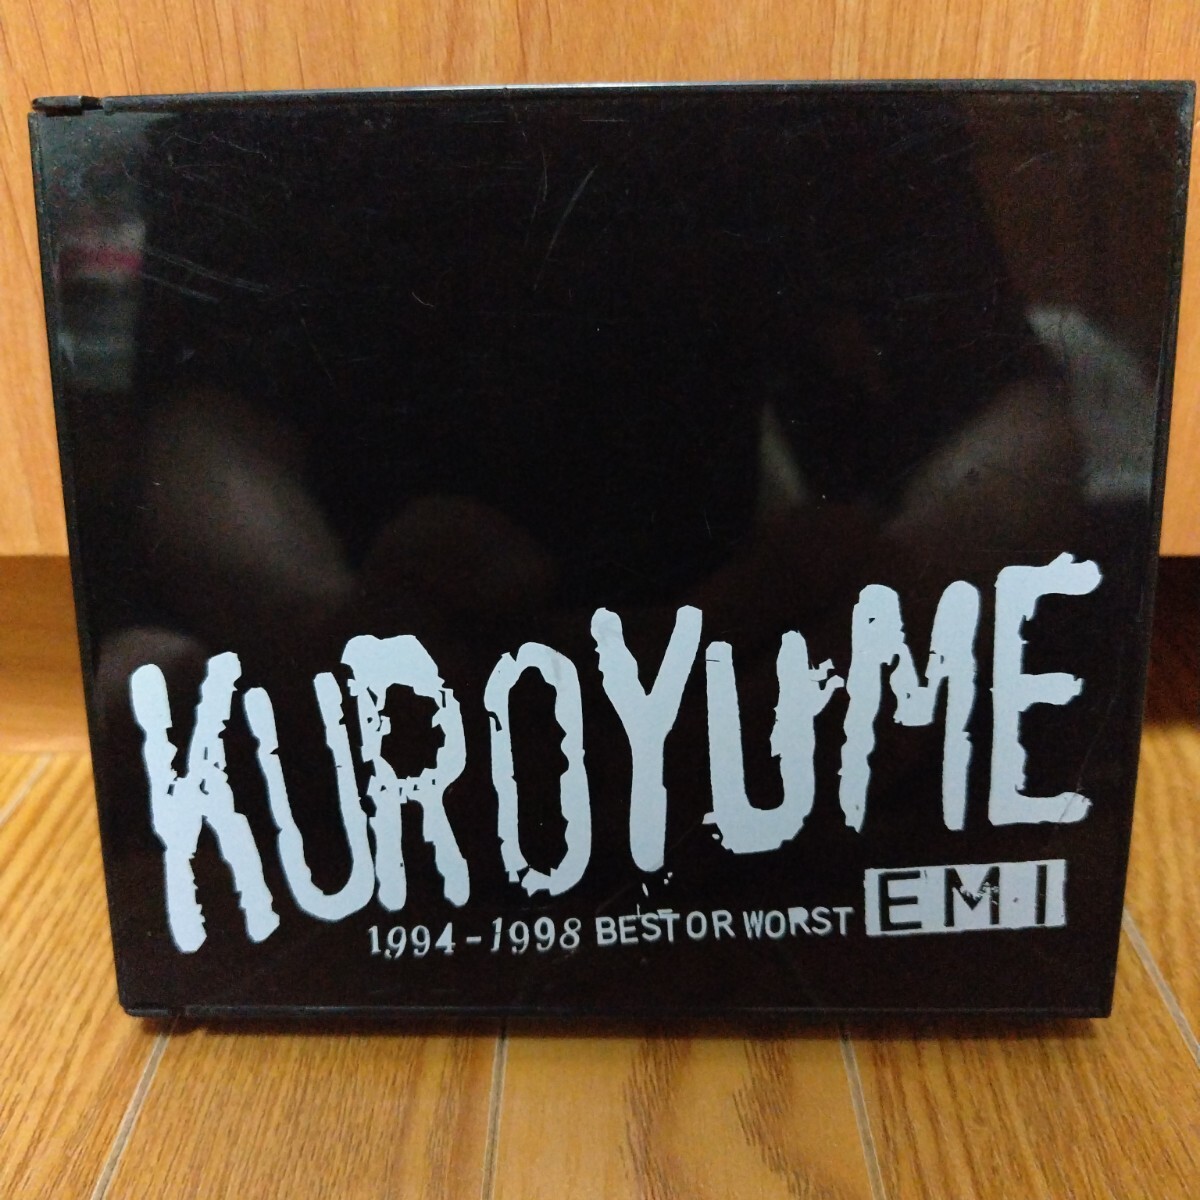 KUROYUME
1994-1998 BEST OR WORST EMI